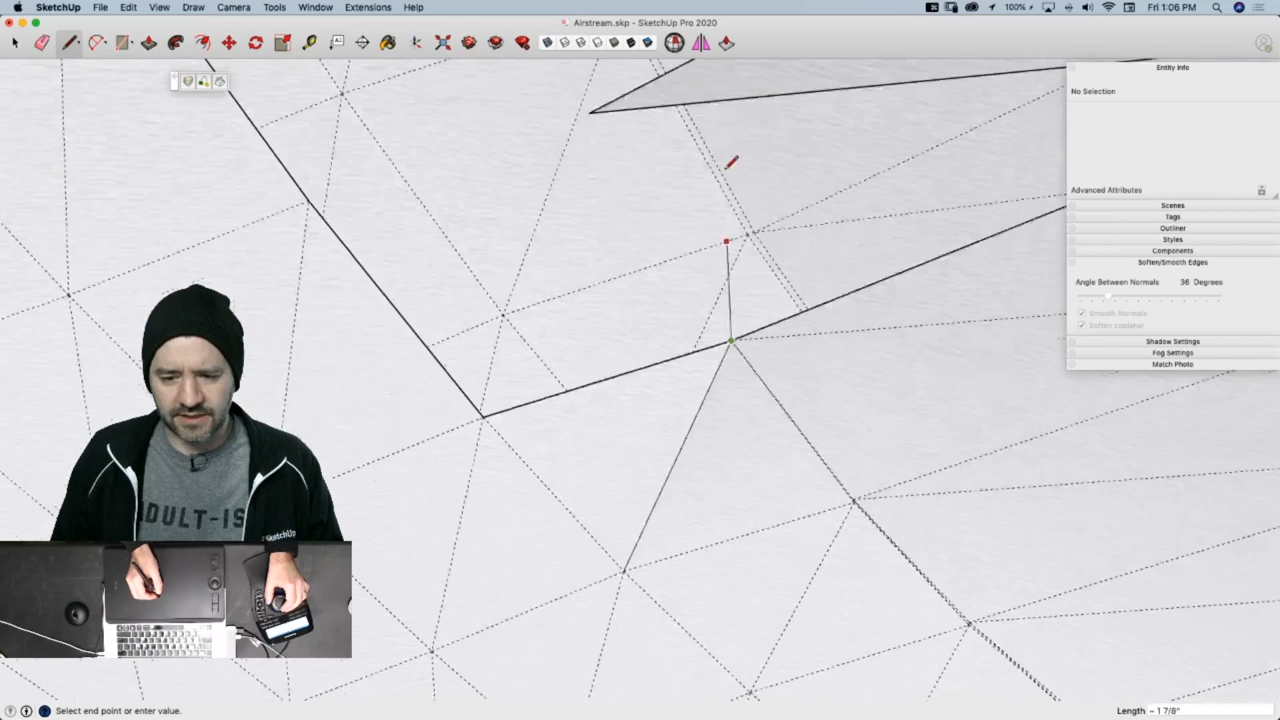 SketchUp File Edit View Draw Camera Tools Window Extensions Help
100% Fri 1:06 PM
Airstream.skp - SketchUp Pro 2020
Entity Info
No Selection
Advanced Attributes
Scenes
Tags
Outliner
Styles
Components
Soften/Smooth Edges
Angle Between Normals 36 Degrees
Smooth Normals
Soften coplanar
Shadow Settings
Fog Settings
Match Photo
DULT-IS
SketchUp
Select end point or enter value.
Length ~ 1 7/8"